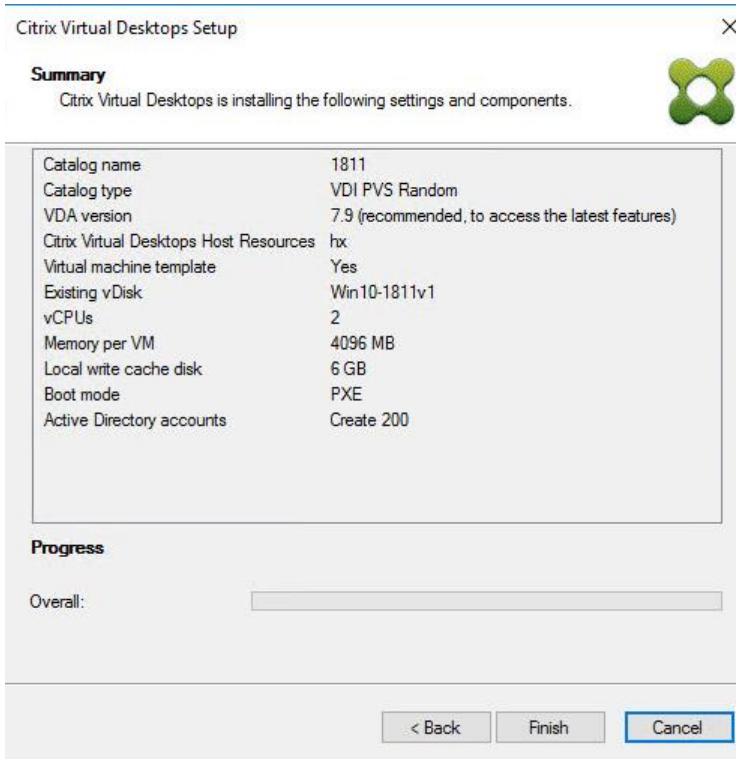 Citrix Virtual Desktops Setup
Summary
Citrix Virtual Desktops is installing the following settings and components.
Catalog name 1811
Catalog type VDI PVS Random
VDA version 7.9 (recommended, to access the latest features)
Citrix Virtual Desktops Host Resources hx
Virtual machine template Yes
Existing vDisk Win10-1811v1
vCPUs 2
Memory per VM 4096 MB
Local write cache disk 6 GB
Boot mode PXE
Active Directory accounts Create 200
Progress
Overall:
< Back Finish Cancel